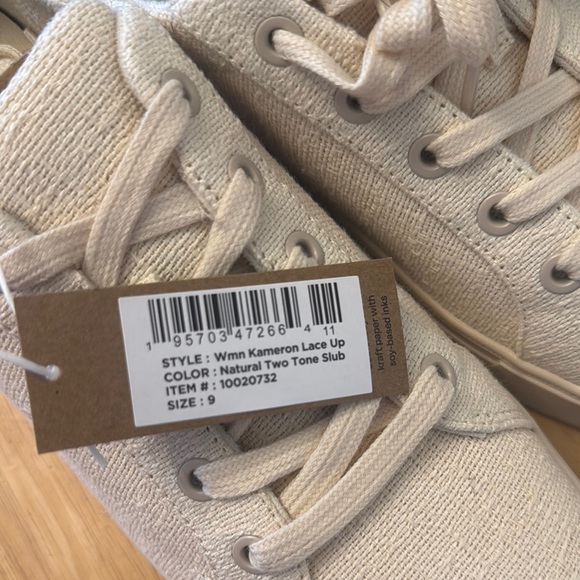 1 95703 47266 4 11
STYLE : Wmn Kameron Lace Up
COLOR : Natural Two Tone Slub
ITEM # : 10020732
SIZE : 9
kraft paper with
soy-based inks